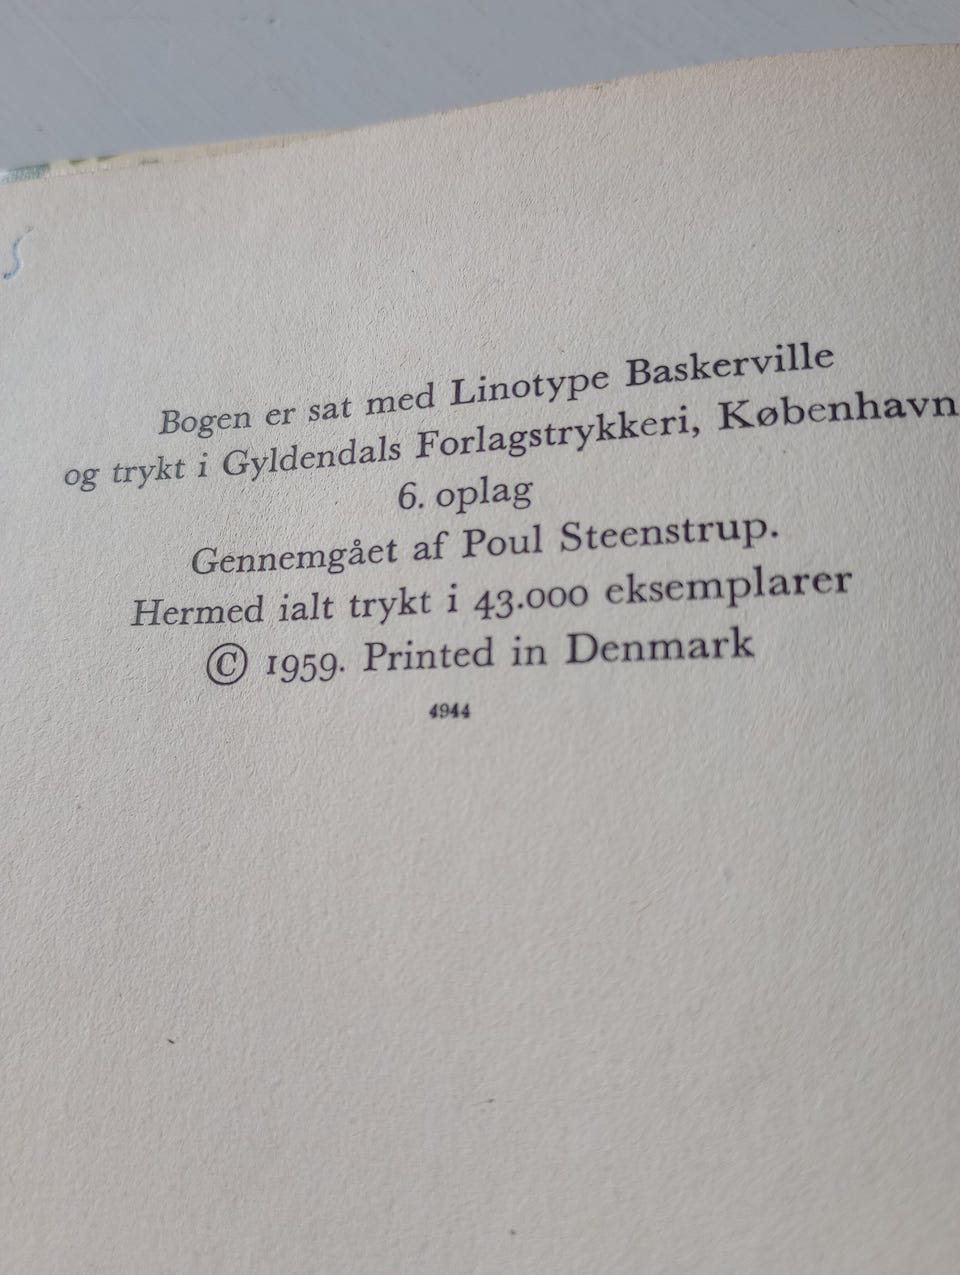 Bogen er sat med Linotype Baskerville
og trykt i Gyldendals Forlagstrykkeri, København
6. oplag
Gennemgået af Poul Steenstrup.
Hermed ialt trykt i 43.000 eksemplarer
© 1959. Printed in Denmark
4944